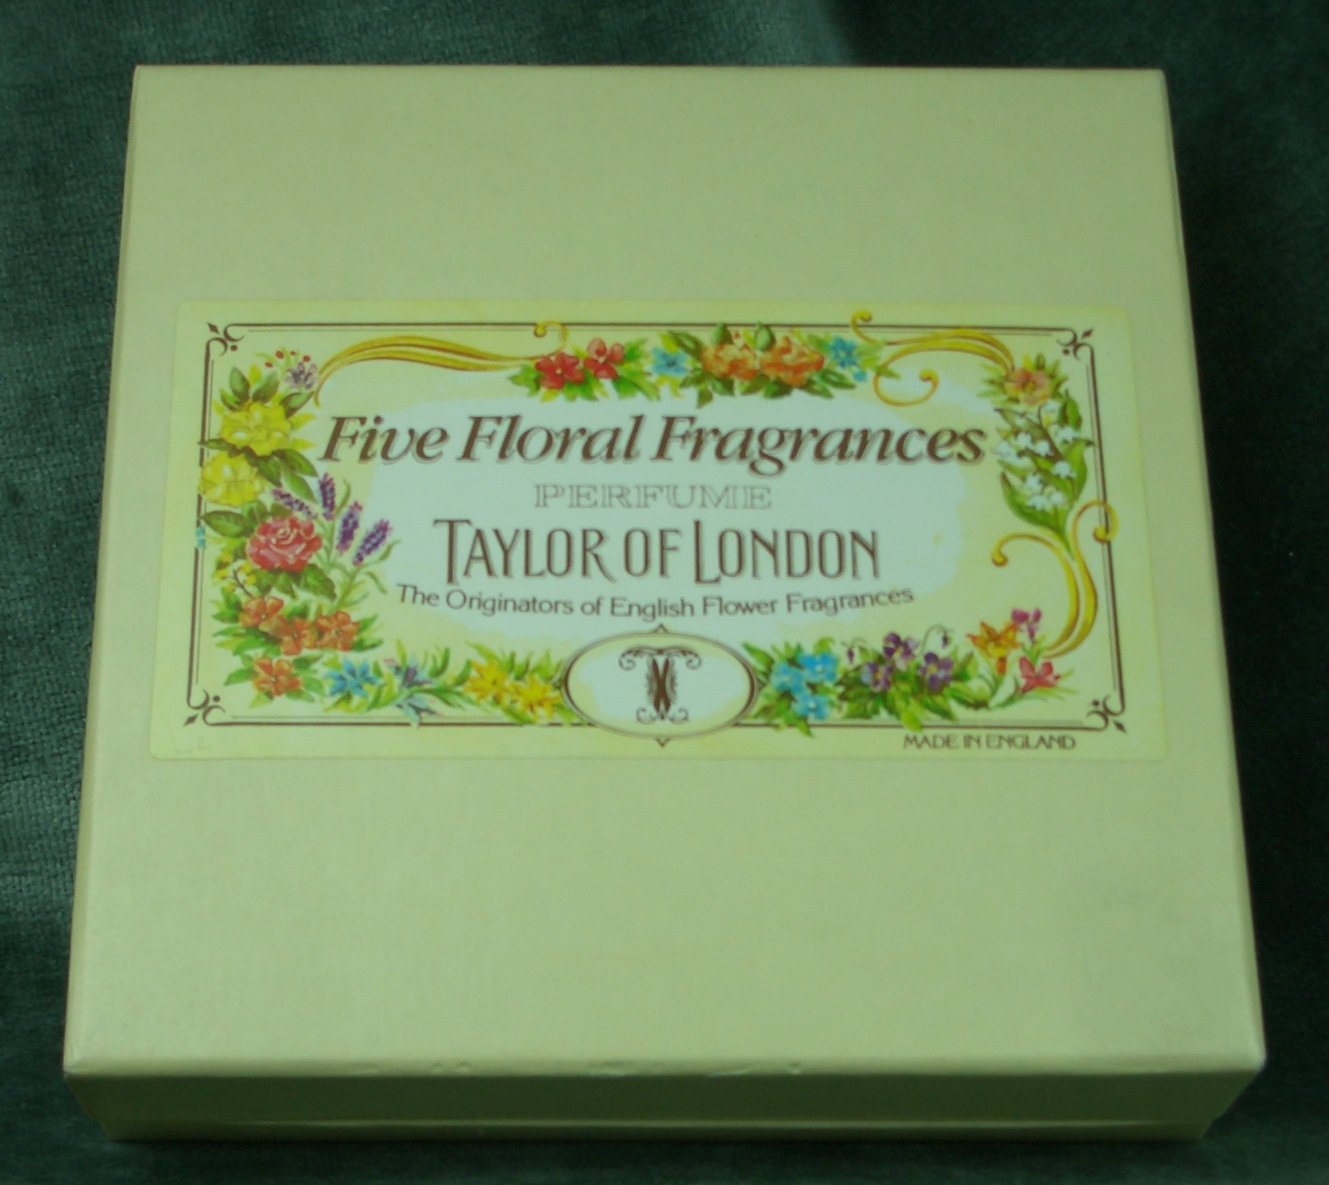 Five Floral Fragrances
PERFUME
TAYLOR OF LONDON
The Originators of English Flower Fragrances
MADE IN ENGLAND